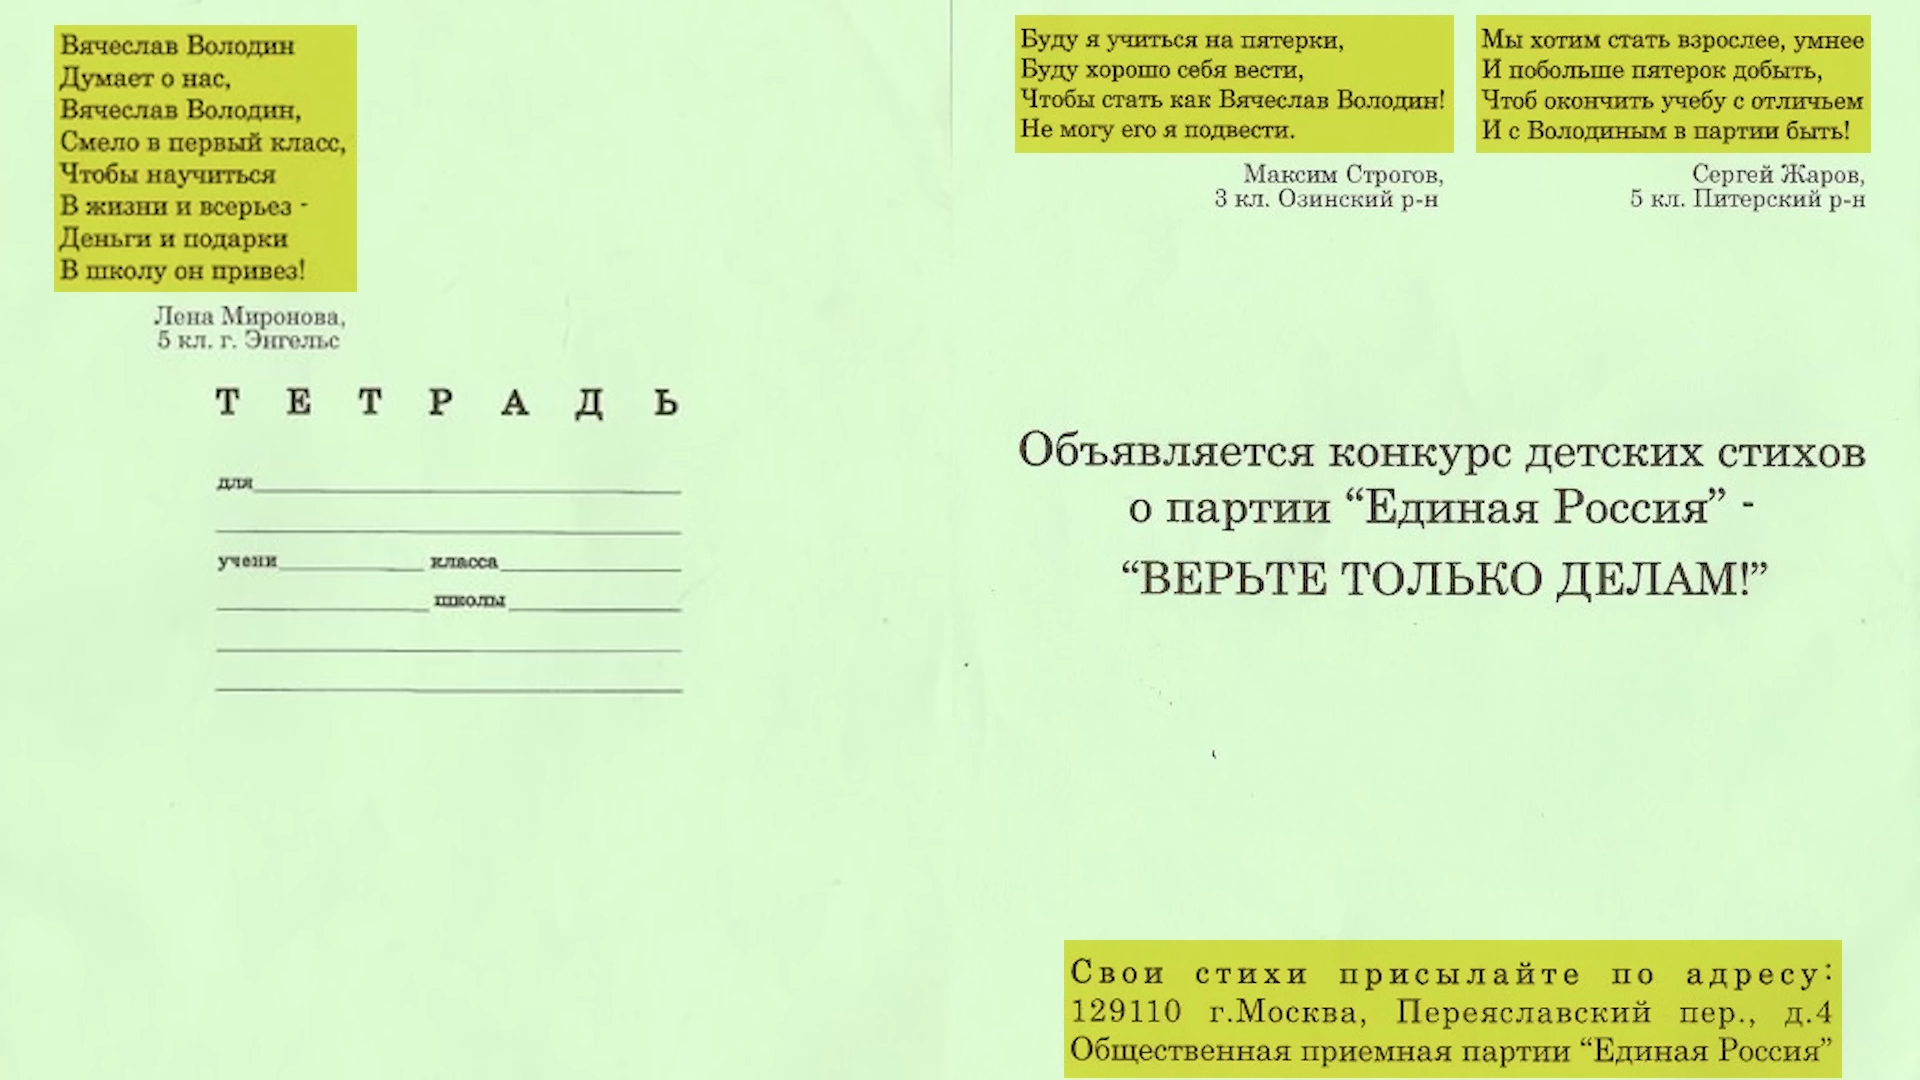 Вячеслав Володин
Думает о нас,
Вячеслав Володин,
Смело в первый класс,
Чтобы научиться
В жизни и всерьез -
Деньги и подарки
В школу он привез!
Лена Миронова,
5 кл. г. Энгельс
ТЕТРАДЬ
для
учени класса
школы
Буду я учиться на пятерки,
Буду хорошо себя вести,
Чтобы стать как Вячеслав Володин!
Не могу его я подвести.
Максим Строгов,
3 кл. Озинский р-н
Мы хотим стать взрослее, умнее
И побольше пятерок добыть,
Чтоб окончить учебу с отличьем
И с Володиным в партии быть!
Сергей Жаров,
5 кл. Питерский р-н
Объявляется конкурс детских стихов
о партии “Единая Россия” -
“ВЕРЬТЕ ТОЛЬКО ДЕЛАМ!”
Свои стихи присылайте по адресу:
129110 г.Москва, Переяславский пер., д.4
Общественная приемная партии “Единая Россия”